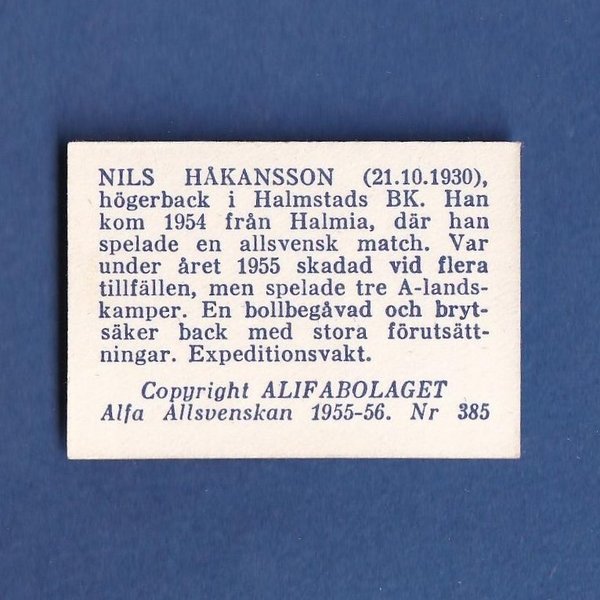 NILS HÅKANSSON (21.10.1930),
högerback i Halmstads BK. Han
kom 1954 från Halmia, där han
spelade en allsvensk match. Var
under året 1955 skadad vid flera
tillfällen, men spelade tre A-lands-
kamper. En bollbegåvad och bryt-
säker back med stora förutsätt-
ningar. Expeditionsvakt.
Copyright ALIFABOLAGET
Alfa Allsvenskan 1955-56. Nr 385